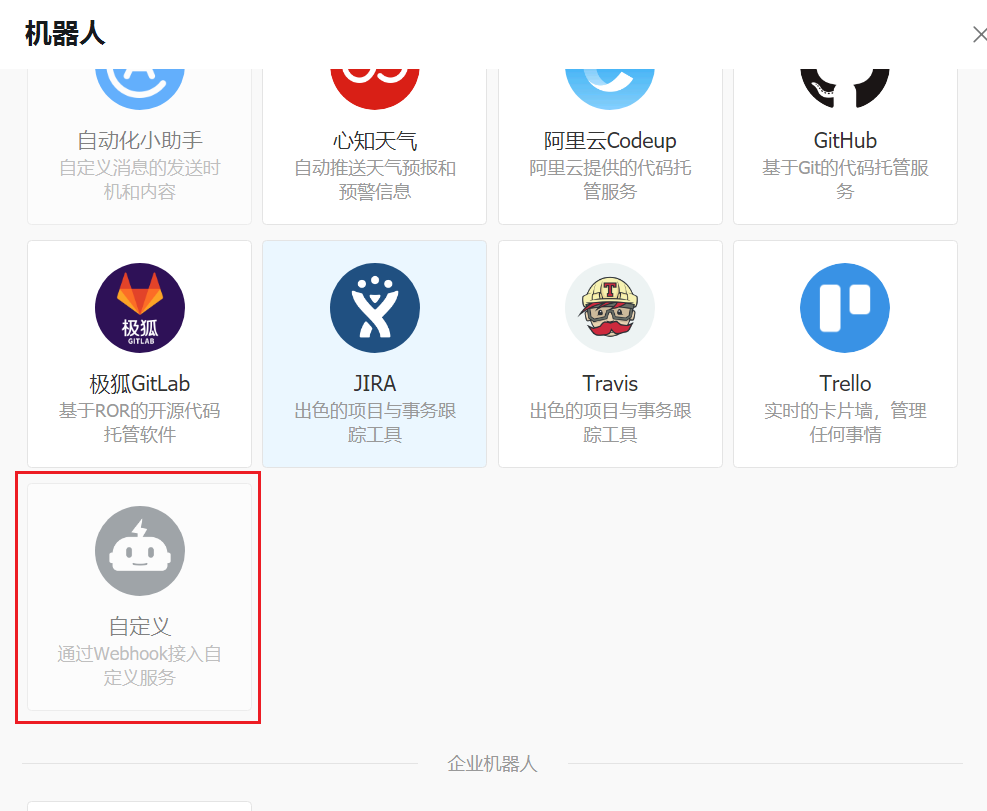 机器人
自动化小助手
自定义消息的发送时
机和内容
心知天气
自动推送天气预报和
预警信息
阿里云Codeup
阿里云提供的代码托
管服务
GitHub
基于Git的代码托管服
务
极狐
GITLAB
极狐GitLab
基于ROR的开源代码
托管软件
JIRA
出色的项目与事务跟
踪工具
T
Travis
出色的项目与事务跟
踪工具
Trello
实时的卡片墙，管理
任何事情
自定义
通过Webhook接入自
定义服务
企业机器人